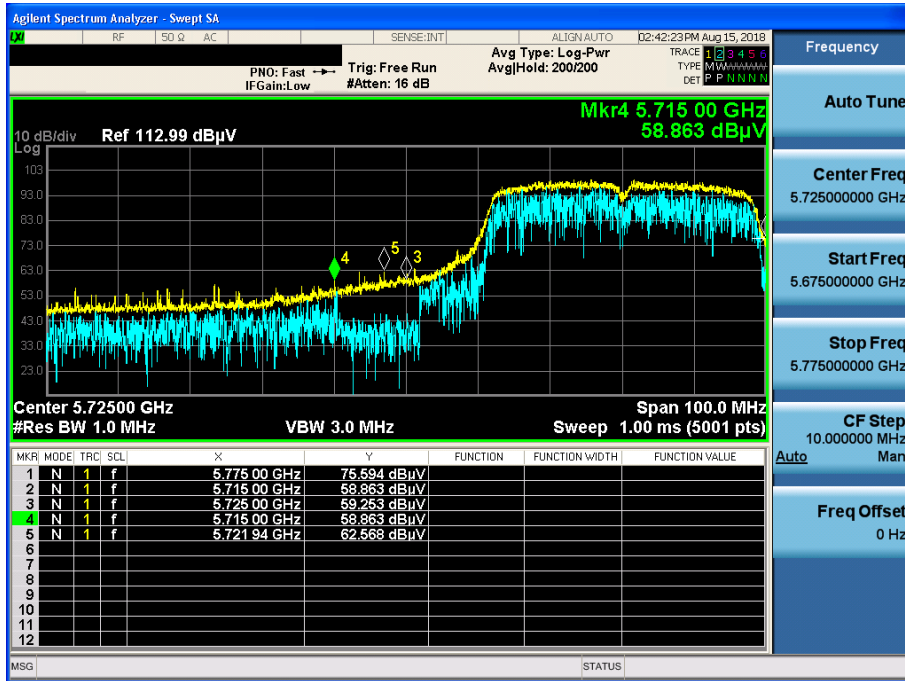 Agilent Spectrum Analyzer - Swept SA
LXI RF 50 Ω AC SENSE:INT ALIGN AUTO 02:42:23 PM Aug 15, 2018
PNO: Fast Trig: Free Run Avg Type: Log-Pwr TRACE 1 2 3 4 5 6
IFGain:Low #Atten: 16 dB Avg|Hold: 200/200 TYPE MWWWWW
DET P P N N N N
Mkr4 5.715 00 GHz
58.863 dBµV
10 dB/div Ref 112.99 dBµV
Log
103
93.0
83.0
73.0
63.0
53.0
43.0
33.0
23.0
4
5
3
Center 5.72500 GHz Span 100.0 MHz
#Res BW 1.0 MHz VBW 3.0 MHz Sweep 1.00 ms (5001 pts)
MKR MODE TRC SCL X Y FUNCTION FUNCTION WIDTH FUNCTION VALUE
1 N 1 f 5.775 00 GHz 75.594 dBµV
2 N 1 f 5.715 00 GHz 58.863 dBµV
3 N 1 f 5.725 00 GHz 59.253 dBµV
4 N 1 f 5.715 00 GHz 58.863 dBµV
5 N 1 f 5.721 94 GHz 62.568 dBµV
6
7
8
9
10
11
12
MSG STATUS
Frequency
Auto Tune
Center Freq
5.725000000 GHz
Start Freq
5.675000000 GHz
Stop Freq
5.775000000 GHz
CF Step
10.000000 MHz
Auto Man
Freq Offset
0 Hz